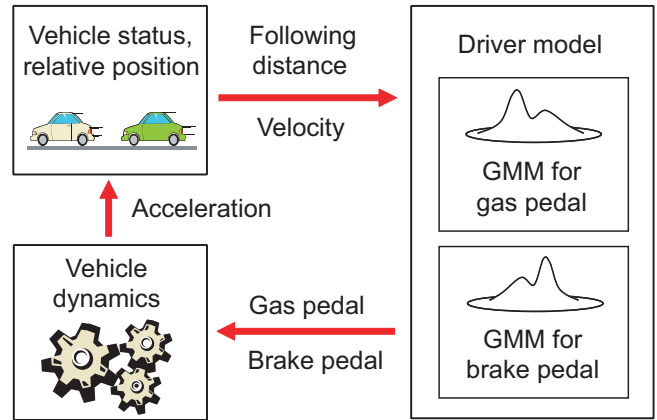 Vehicle status,
relative position
Following
distance
Velocity
Driver model
GMM for
gas pedal
GMM for
brake pedal
Acceleration
Vehicle
dynamics
Gas pedal
Brake pedal